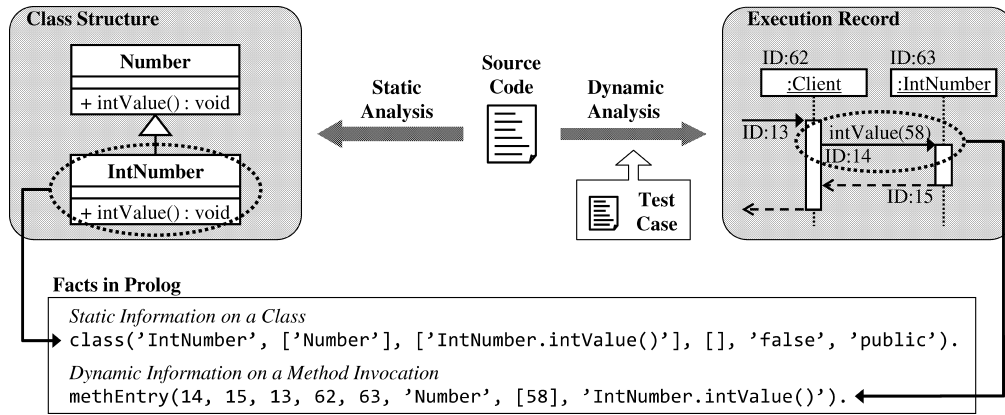 Class Structure
Number
+ intValue() : void
IntNumber
+ intValue() : void
Static
Analysis
Source
Code
Dynamic
Analysis
Test
Case
Execution Record
ID:62
ID:63
:Client
:IntNumber
ID:13
intValue(58)
ID:14
ID:15
Facts in Prolog
Static Information on a Class
class(’IntNumber’, [’Number’], [’IntNumber.intValue()’], [], ’false’, ’public’).
Dynamic Information on a Method Invocation
methEntry(14, 15, 13, 62, 63, ’Number’, [58], ’IntNumber.intValue()’).